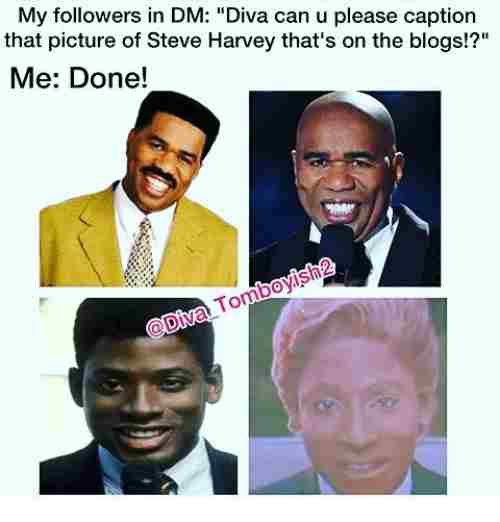 My followers in DM: "Diva can u please caption
that picture of Steve Harvey that's on the blogs!?"
Me: Done!
@Diva_Tomboyish2